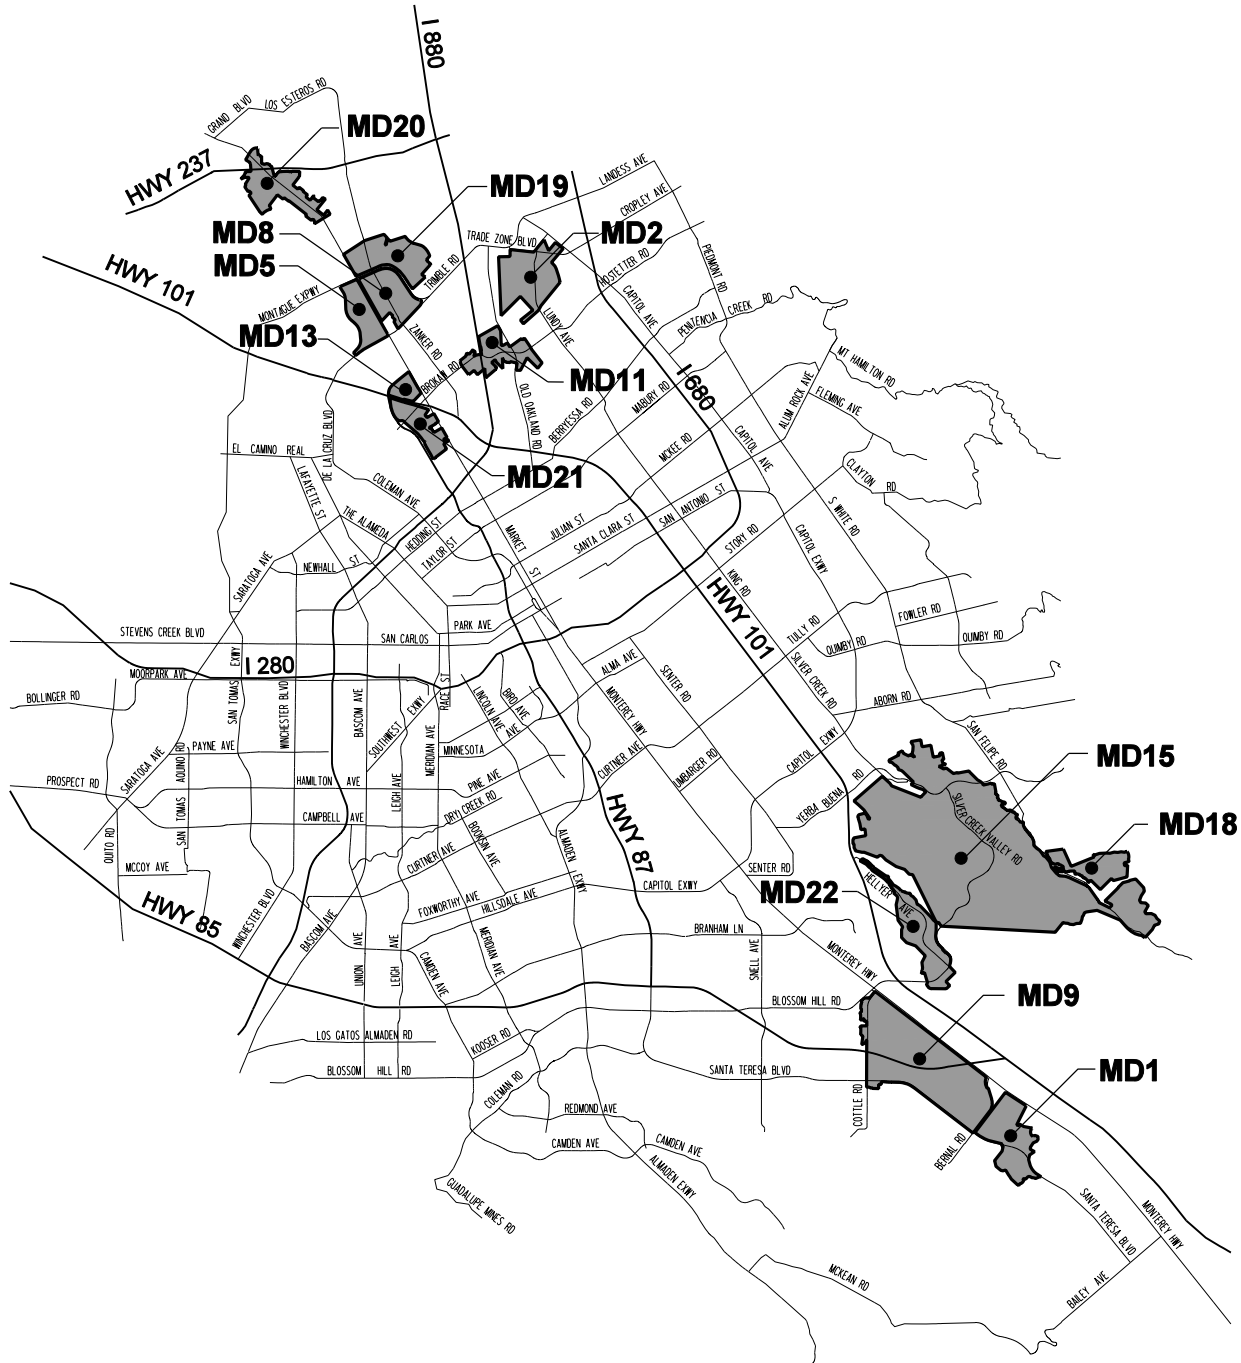 I 880
LOS ESTEROS RD
GRAND BLVD
MD20
HWY 237
LANDESS AVE
MD19
CROPLEY AVE
MD8
TRADE ZONE BLVD
MD2
MD5
HWY 101
TRIMBLE RD
HOSTETTER RD
PIEDMONT RD
MONTAGUE EXPWY
CAPITOL AVE
PENITENCIA CREEK RD
MD13
ZANKER RD
LUNDY AVE
BROKAW RD
MD11
I 680
MT HAMILTON RD
OLD OAKLAND RD
BERRYESSA RD
MABURY RD
ALUM ROCK AVE
FLEMING AVE
DE LA CRUZ BLVD
EL CAMINO REAL
MCKEE RD
CAPITOL AVE
MD21
LAFAYETTE ST
COLEMAN AVE
CLAYTON RD
THE ALAMEDA
HEDDING ST
MARKET ST
JULIAN ST
SAN ANTONIO ST
S WHITE RD
SANTA CLARA ST
STORY RD
CAPITOL EXPWY
TAYLOR ST
NEWHALL ST
SARATOGA AVE
KING RD
HWY 101
FOWLER RD
STEVENS CREEK BLVD
SAN CARLOS
PARK AVE
TULLY RD
QUIMBY RD
QUIMBY RD
I 280
MOORPARK AVE
SAN TOMAS EXWY
ALMA AVE
SENTER RD
SILVER CREEK RD
BOLLINGER RD
WINCHESTER BLVD
BASCOM AVE
RACE ST
LINCOLN AVE
BIRD AVE
MONTEREY HWY
ABORN RD
SOUTHWEST EXWY
MERIDIAN AVE
MINNESOTA AVE
CURTNER AVE
UMBARGER RD
CAPITOL EXWY
SAN FELIPE RD
PAYNE AVE
SARATOGA AVE
SAN TOMAS AQUINO RD
MD15
PROSPECT RD
HAMILTON AVE
LEIGH AVE
PINE AVE
YERBA BUENA RD
CAMPBELL AVE
DRY CREEK RD
HWY 87
SILVER CREEK VALLEY RD
MD18
QUITO RD
BOOKSIN AVE
ALMADEN EXWY
MCCOY AVE
CURTNER AVE
SENTER RD
CAPITOL EXWY
MD22
HELLYER AVE
HWY 85
WINCHESTER BLVD
BASCOM AVE
FOXWORTHY AVE
HILLSDALE AVE
BRANHAM LN
UNION AVE
LEIGH AVE
CAMDEN AVE
MERIDIAN AVE
SNELL AVE
MONTEREY HWY
MD9
BLOSSOM HILL RD
LOS GATOS ALMADEN RD
KOOSER RD
BLOSSOM HILL RD
SANTA TERESA BLVD
MD1
COLEMAN RD
REDMOND AVE
COTTLE RD
CAMDEN AVE
CAMDEN AVE
BERNAL RD
ALMADEN EXWY
GUADALUPE MINES RD
SANTA TERESA BLVD
MONTEREY HWY
MCKEAN RD
BAILEY AVE